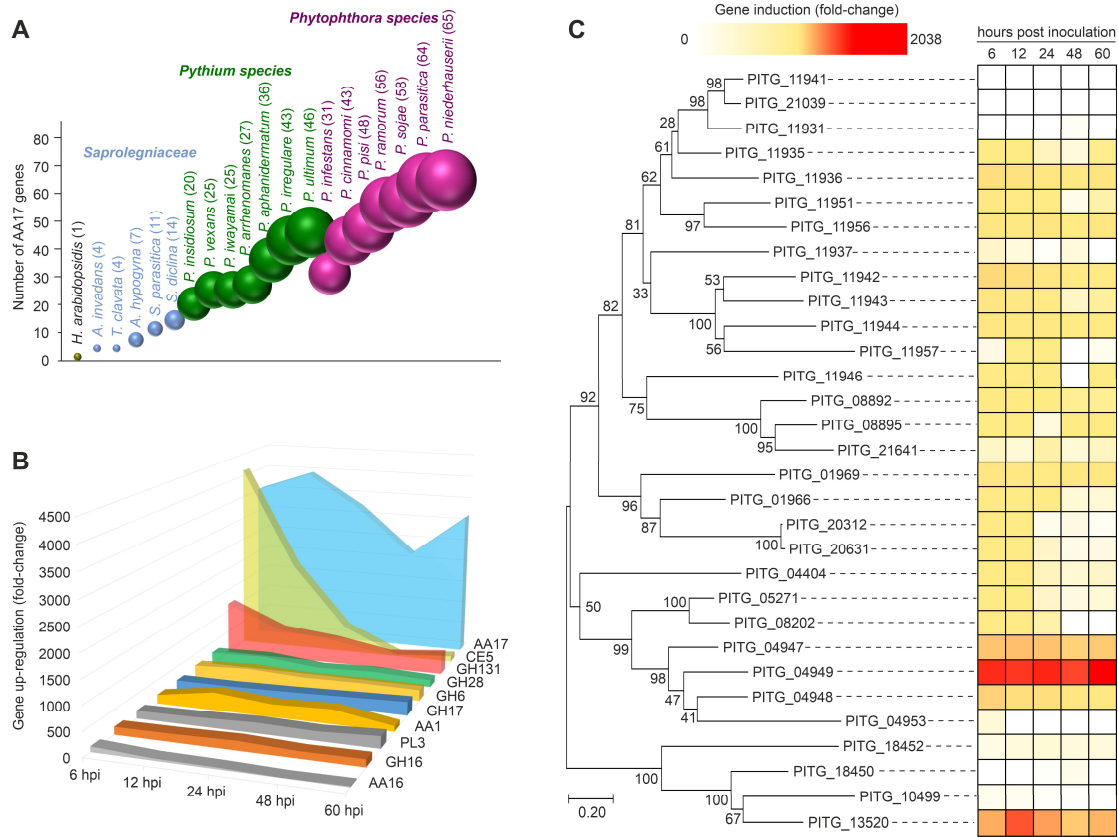 A
Phytophthora species
Pythium species
Saprolegniaceae
Number of AA17 genes
80
70
60
50
40
30
20
10
0
H. arabidopsidis (1)
A. invadans (4)
T. clavata (4)
A. hypogyna (7)
S. parasitica (11)
S. diclina (14)
P. insidiosum (20)
P. vexans (25)
P. iwayamai (25)
P. arrhenomanes (27)
P. aphanidermatum (36)
P. irregulare (43)
P. ultimum (46)
P. infestans (31)
P. cinnamomi (43)
P. pisi (48)
P. ramorum (56)
P. sojae (58)
P. parasitica (64)
P. niederhauserii (65)
B
Gene up-regulation (fold-change)
4500
4000
3500
3000
2500
2000
1500
1000
500
0
6 hpi
12 hpi
24 hpi
48 hpi
60 hpi
AA17
CE5
GH131
GH28
GH6
GH17
AA1
PL3
GH16
AA16
C
Gene induction (fold-change)
0
2038
hours post inoculation
6 12 24 48 60
PITG_11941
PITG_21039
PITG_11931
PITG_11935
PITG_11936
PITG_11951
PITG_11956
PITG_11937
PITG_11942
PITG_11943
PITG_11944
PITG_11957
PITG_11946
PITG_08892
PITG_08895
PITG_21641
PITG_01969
PITG_01966
PITG_20312
PITG_20631
PITG_04404
PITG_05271
PITG_08202
PITG_04947
PITG_04949
PITG_04948
PITG_04953
PITG_18452
PITG_18450
PITG_10499
PITG_13520
98
98
28
61
62
97
81
33
53
100
56
82
75
100
95
92
96
87
100
50
100
99
98
47
41
100
100
67
0.20